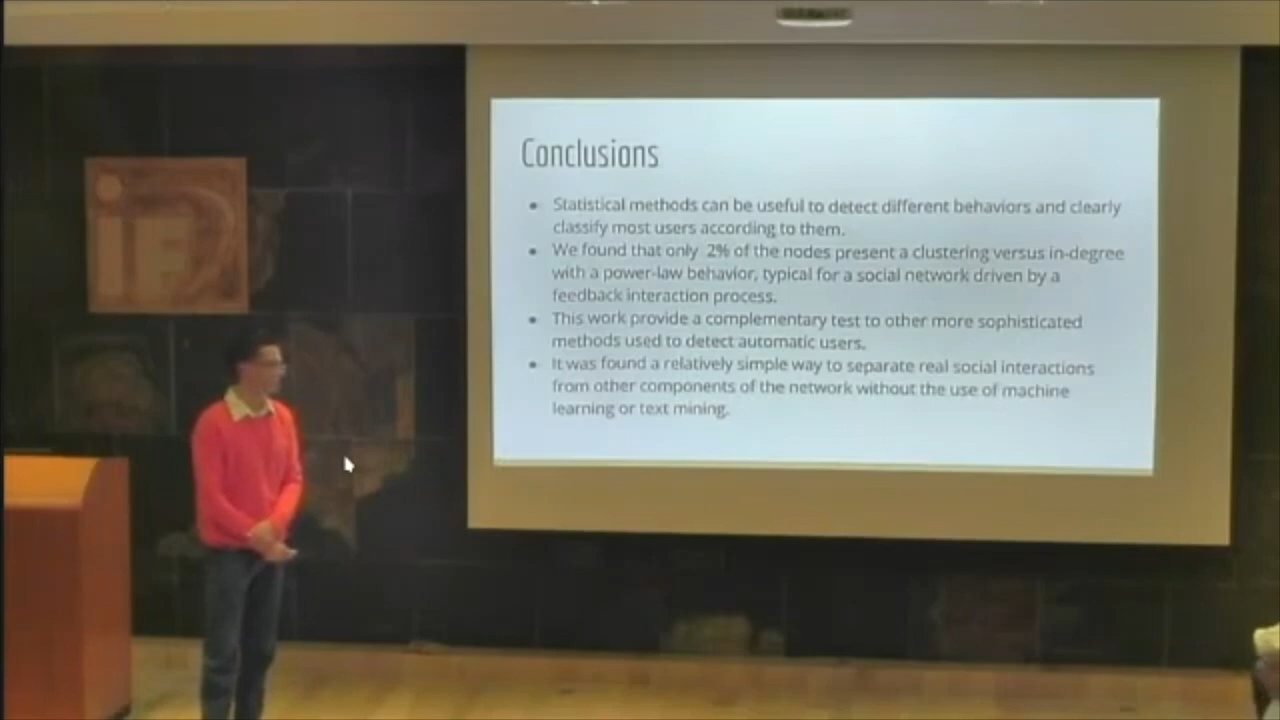 iF
Conclusions
Statistical methods can be useful to detect different behaviors and clearly
classify most users according to them.
We found that only 2% of the nodes present a clustering versus in-degree
with a power-law behavior, typical for a social network driven by a
feedback interaction process.
This work provide a complementary test to other more sophisticated
methods used to detect automatic users.
It was found a relatively simple way to separate real social interactions
from other components of the network without the use of machine
learning or text mining.